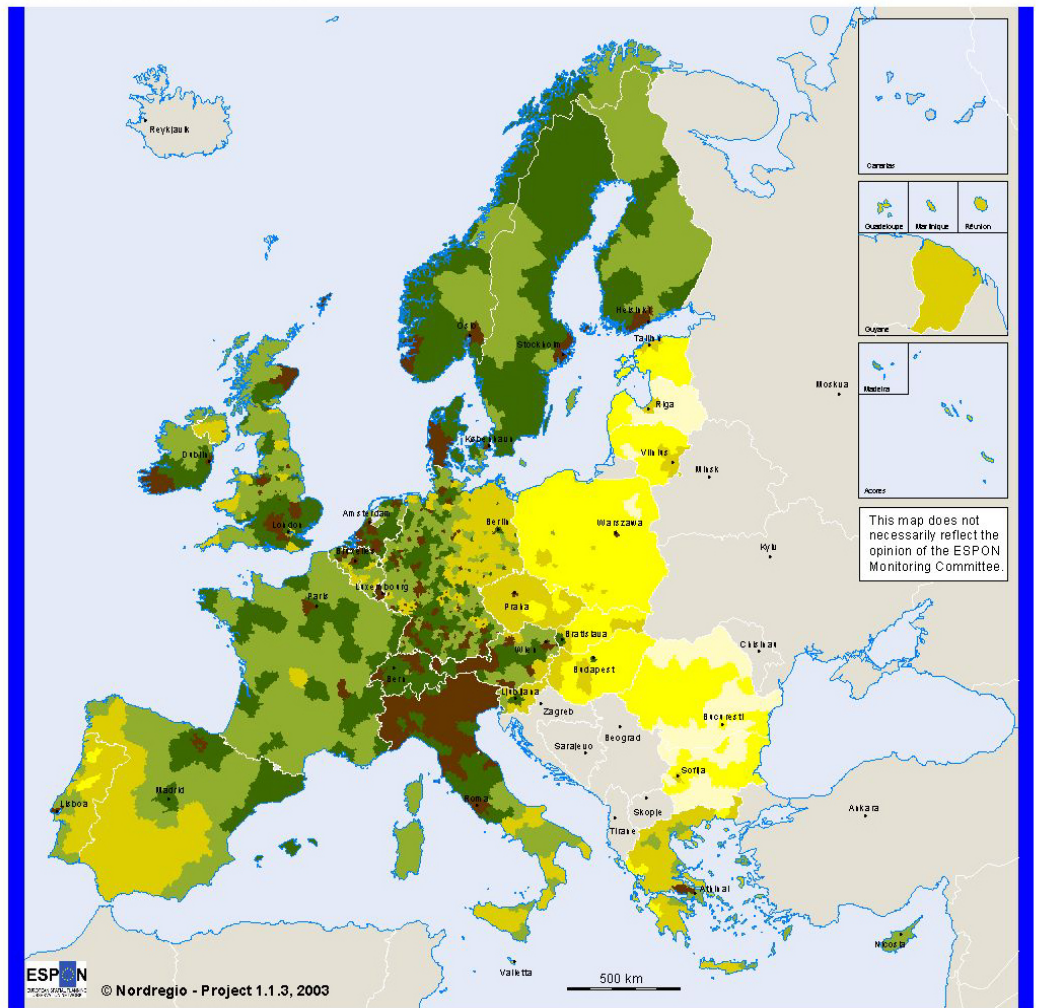 Reykjavik
Canarias
Guadeloupe
Martinique
Réunion
Guyane
Madeira
Acores
This map does not
necessarily reflect the
opinion of the ESPON
Monitoring Committee.
Oslo
Helsinki
Stockholm
Tallinn
Riga
Moskva
København
Vilnius
Minsk
Dublin
London
Amsterdam
Berlin
Warszawa
Bruxelles
Kyiv
Luxembourg
Paris
Praha
Wien
Bratislava
Chisinau
Bern
Budapest
Ljubljana
Zagreb
Beograd
Bucuresti
Sarajevo
Sofija
Madrid
Lisboa
Roma
Skopje
Tirane
Ankara
Athinai
Nicosia
Valletta
500 km
ESPON
© Nordregio - Project 1.1.3, 2003